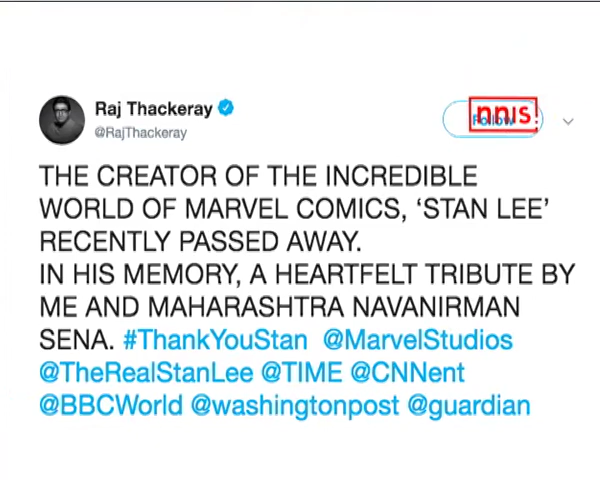 Raj Thackeray
@RajThackeray
Follow
NNIS!
THE CREATOR OF THE INCREDIBLE
WORLD OF MARVEL COMICS, ‘STAN LEE’
RECENTLY PASSED AWAY.
IN HIS MEMORY, A HEARTFELT TRIBUTE BY
ME AND MAHARASHTRA NAVANIRMAN
SENA. #ThankYouStan @MarvelStudios
@TheRealStanLee @TIME @CNNent
@BBCWorld @washingtonpost @guardian